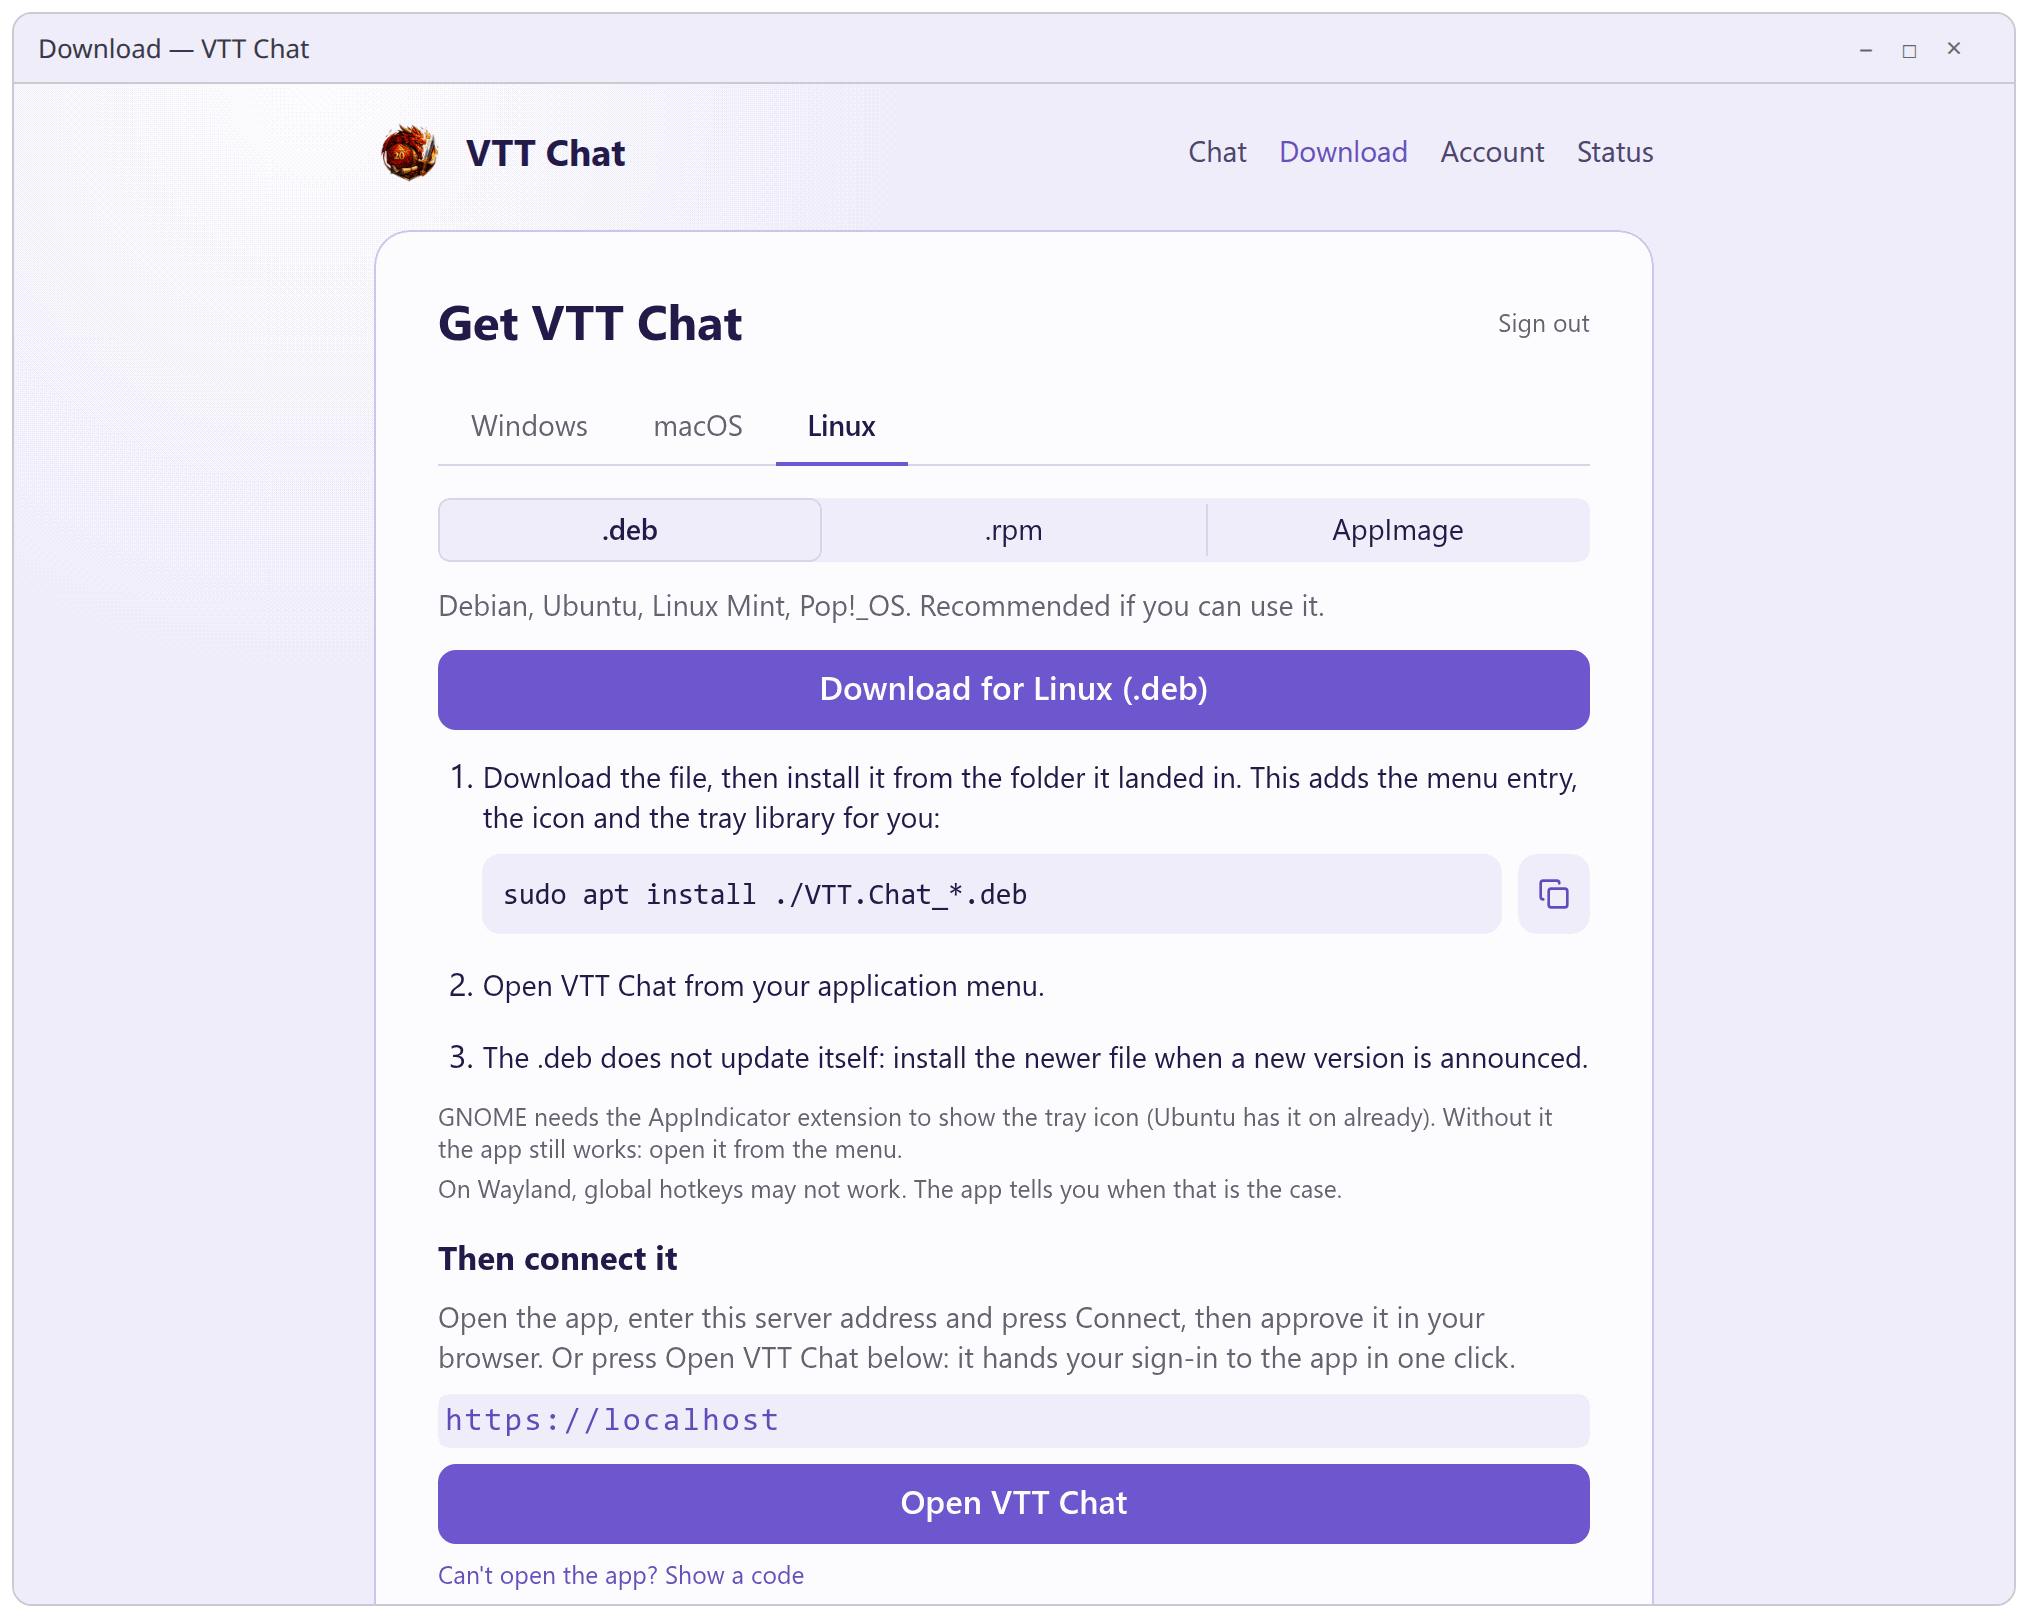 Download — VTT Chat
VTT Chat
Chat Download Account Status
Get VTT Chat
Sign out
Windows macOS Linux
.deb .rpm AppImage
Debian, Ubuntu, Linux Mint, Pop!_OS. Recommended if you can use it.
Download for Linux (.deb)
1. Download the file, then install it from the folder it landed in. This adds the menu entry,
the icon and the tray library for you:
sudo apt install ./VTT.Chat_*.deb
2. Open VTT Chat from your application menu.
3. The .deb does not update itself: install the newer file when a new version is announced.
GNOME needs the AppIndicator extension to show the tray icon (Ubuntu has it on already). Without it
the app still works: open it from the menu.
On Wayland, global hotkeys may not work. The app tells you when that is the case.
Then connect it
Open the app, enter this server address and press Connect, then approve it in your
browser. Or press Open VTT Chat below: it hands your sign-in to the app in one click.
https://localhost
Open VTT Chat
Can't open the app? Show a code